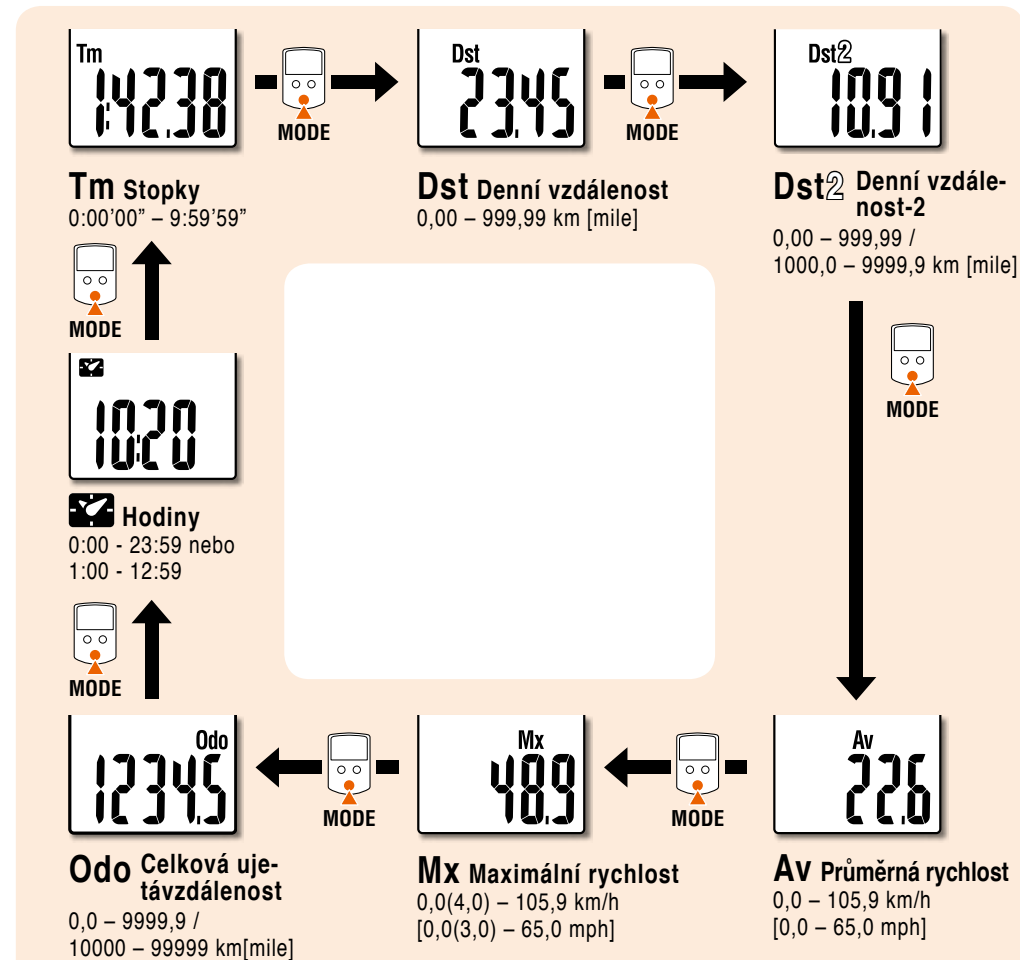 Tm
1:42.38
MODE
Dst
23.45
MODE
Dst2
10.91
Tm Stopky
0:00’00” – 9:59’59”
Dst Denní vzdálenost
0,00 – 999,99 km [mile]
Dst2 Denní vzdále-
nost-2
0,00 – 999,99 /
1000,0 – 9999,9 km [mile]
MODE
MODE
10:20
Hodiny
0:00 - 23:59 nebo
1:00 - 12:59
MODE
Odo
1234.5
MODE
Mx
48.9
MODE
Av
22.6
Odo Celková uje-
távzdálenost
0,0 – 9999,9 /
10000 – 99999 km[mile]
Mx Maximální rychlost
0,0(4,0) – 105,9 km/h
[0,0(3,0) – 65,0 mph]
Av Průměrná rychlost
0,0 – 105,9 km/h
[0,0 – 65,0 mph]